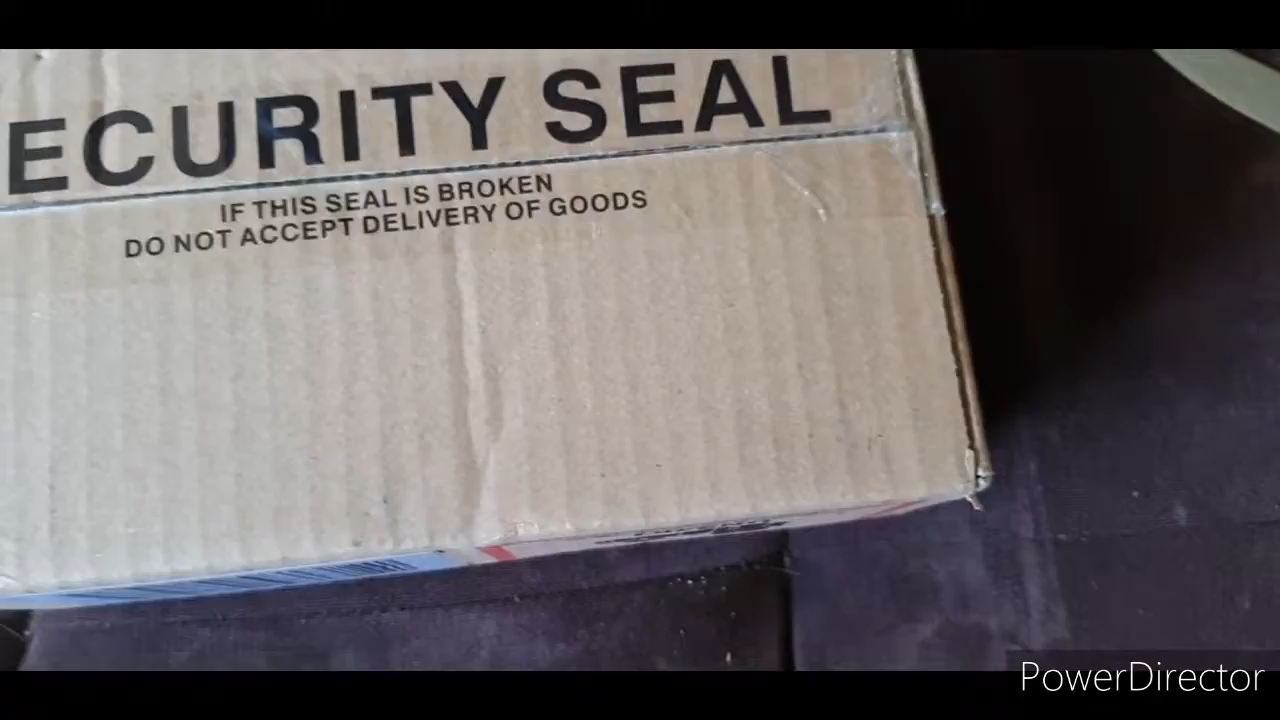 ECURITY SEAL
IF THIS SEAL IS BROKEN
DO NOT ACCEPT DELIVERY OF GOODS
PowerDirector